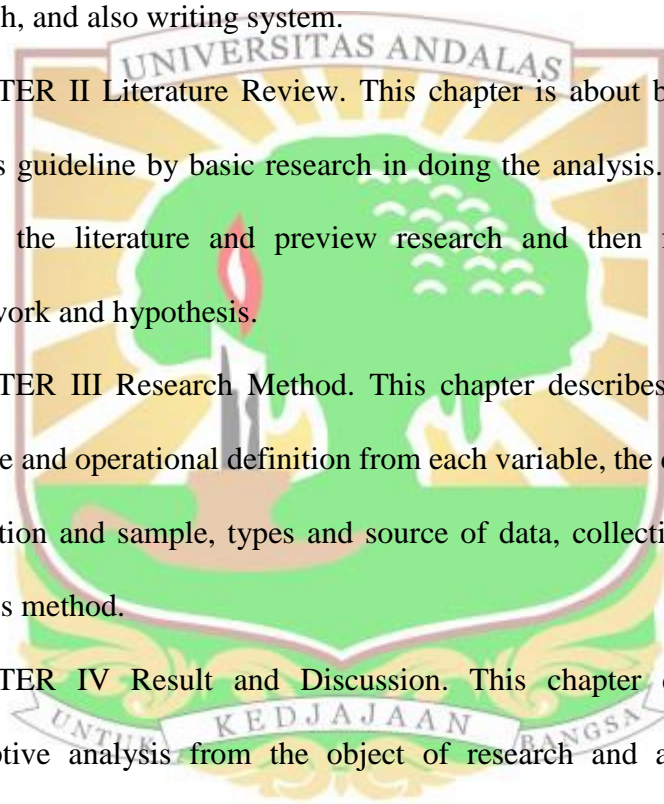 h, and also writing system.
UNIVERSITAS ANDALAS
TER II Literature Review. This chapter is about b
s guideline by basic research in doing the analysis.
the literature and preview research and then
work and hypothesis.
TER III Research Method. This chapter describes
e and operational definition from each variable, the
tion and sample, types and source of data, collecti
s method.
TER IV Result and Discussion. This chapter
UNTUK KEDJAJAAN BANGSA
ptive analysis from the object of research and a